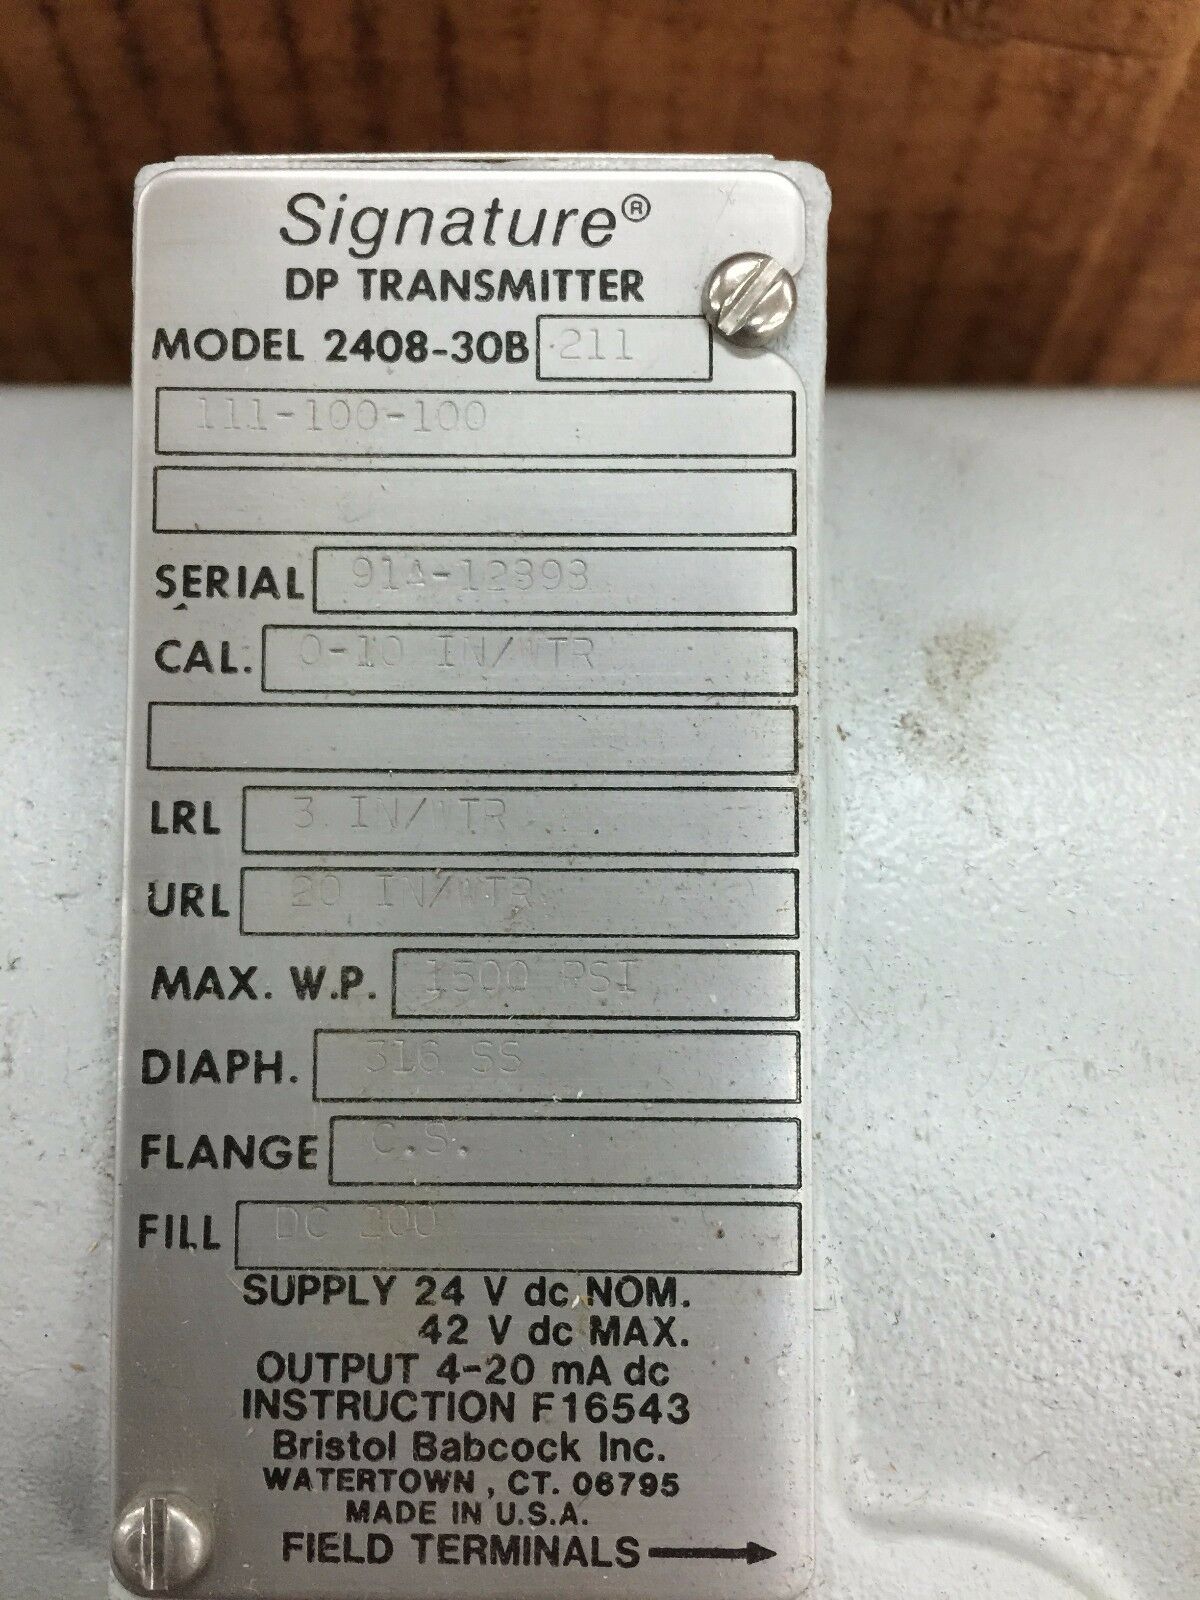 Signature®
DP TRANSMITTER
MODEL 2408-30B 211
111-100-100
SERIAL
CAL. 0-10 IN/WTR
LRL 3 IN/WTR
URL 20 IN/WTR
MAX. W.P. 1500 PSI
DIAPH. 316 SS
FLANGE C.S.
FILL DC 200
SUPPLY 24 V dc NOM.
42 V dc MAX.
OUTPUT 4-20 mA dc
INSTRUCTION F16543
Bristol Babcock Inc.
WATERTOWN, CT. 06795
MADE IN U.S.A.
FIELD TERMINALS